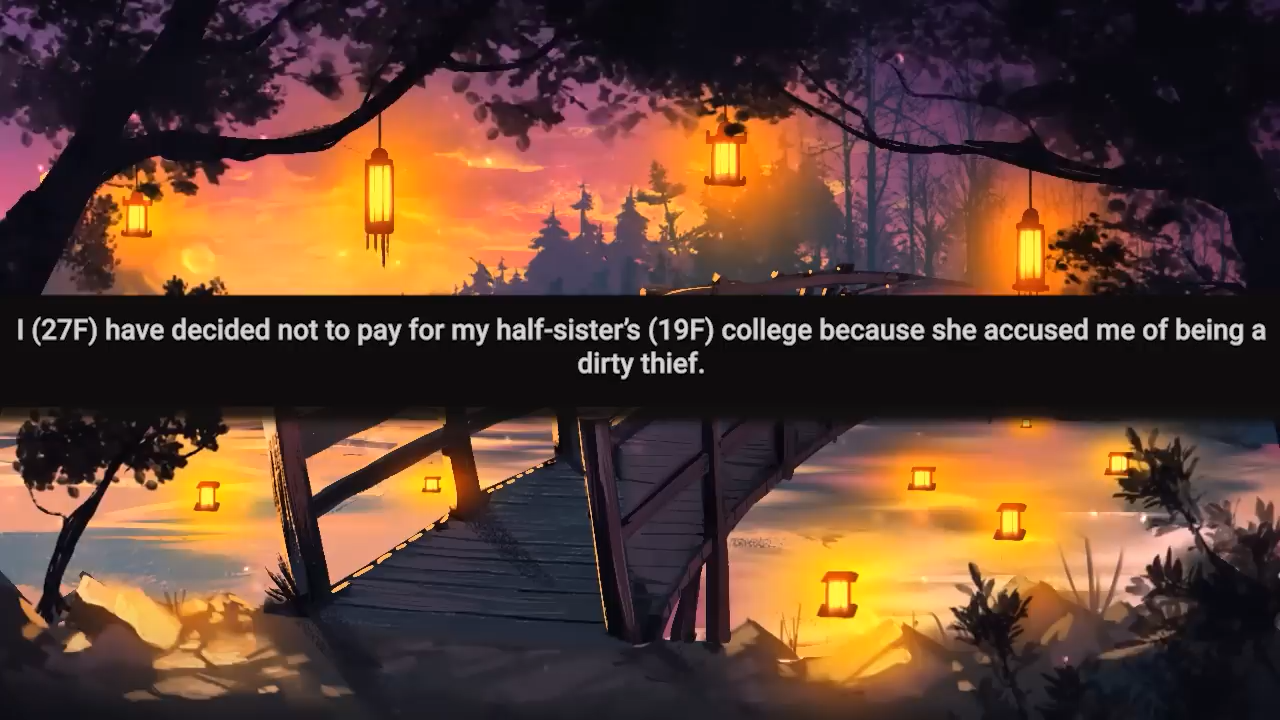 I (27F) have decided not to pay for my half-sister’s (19F) college because she accused me of being a
dirty thief.